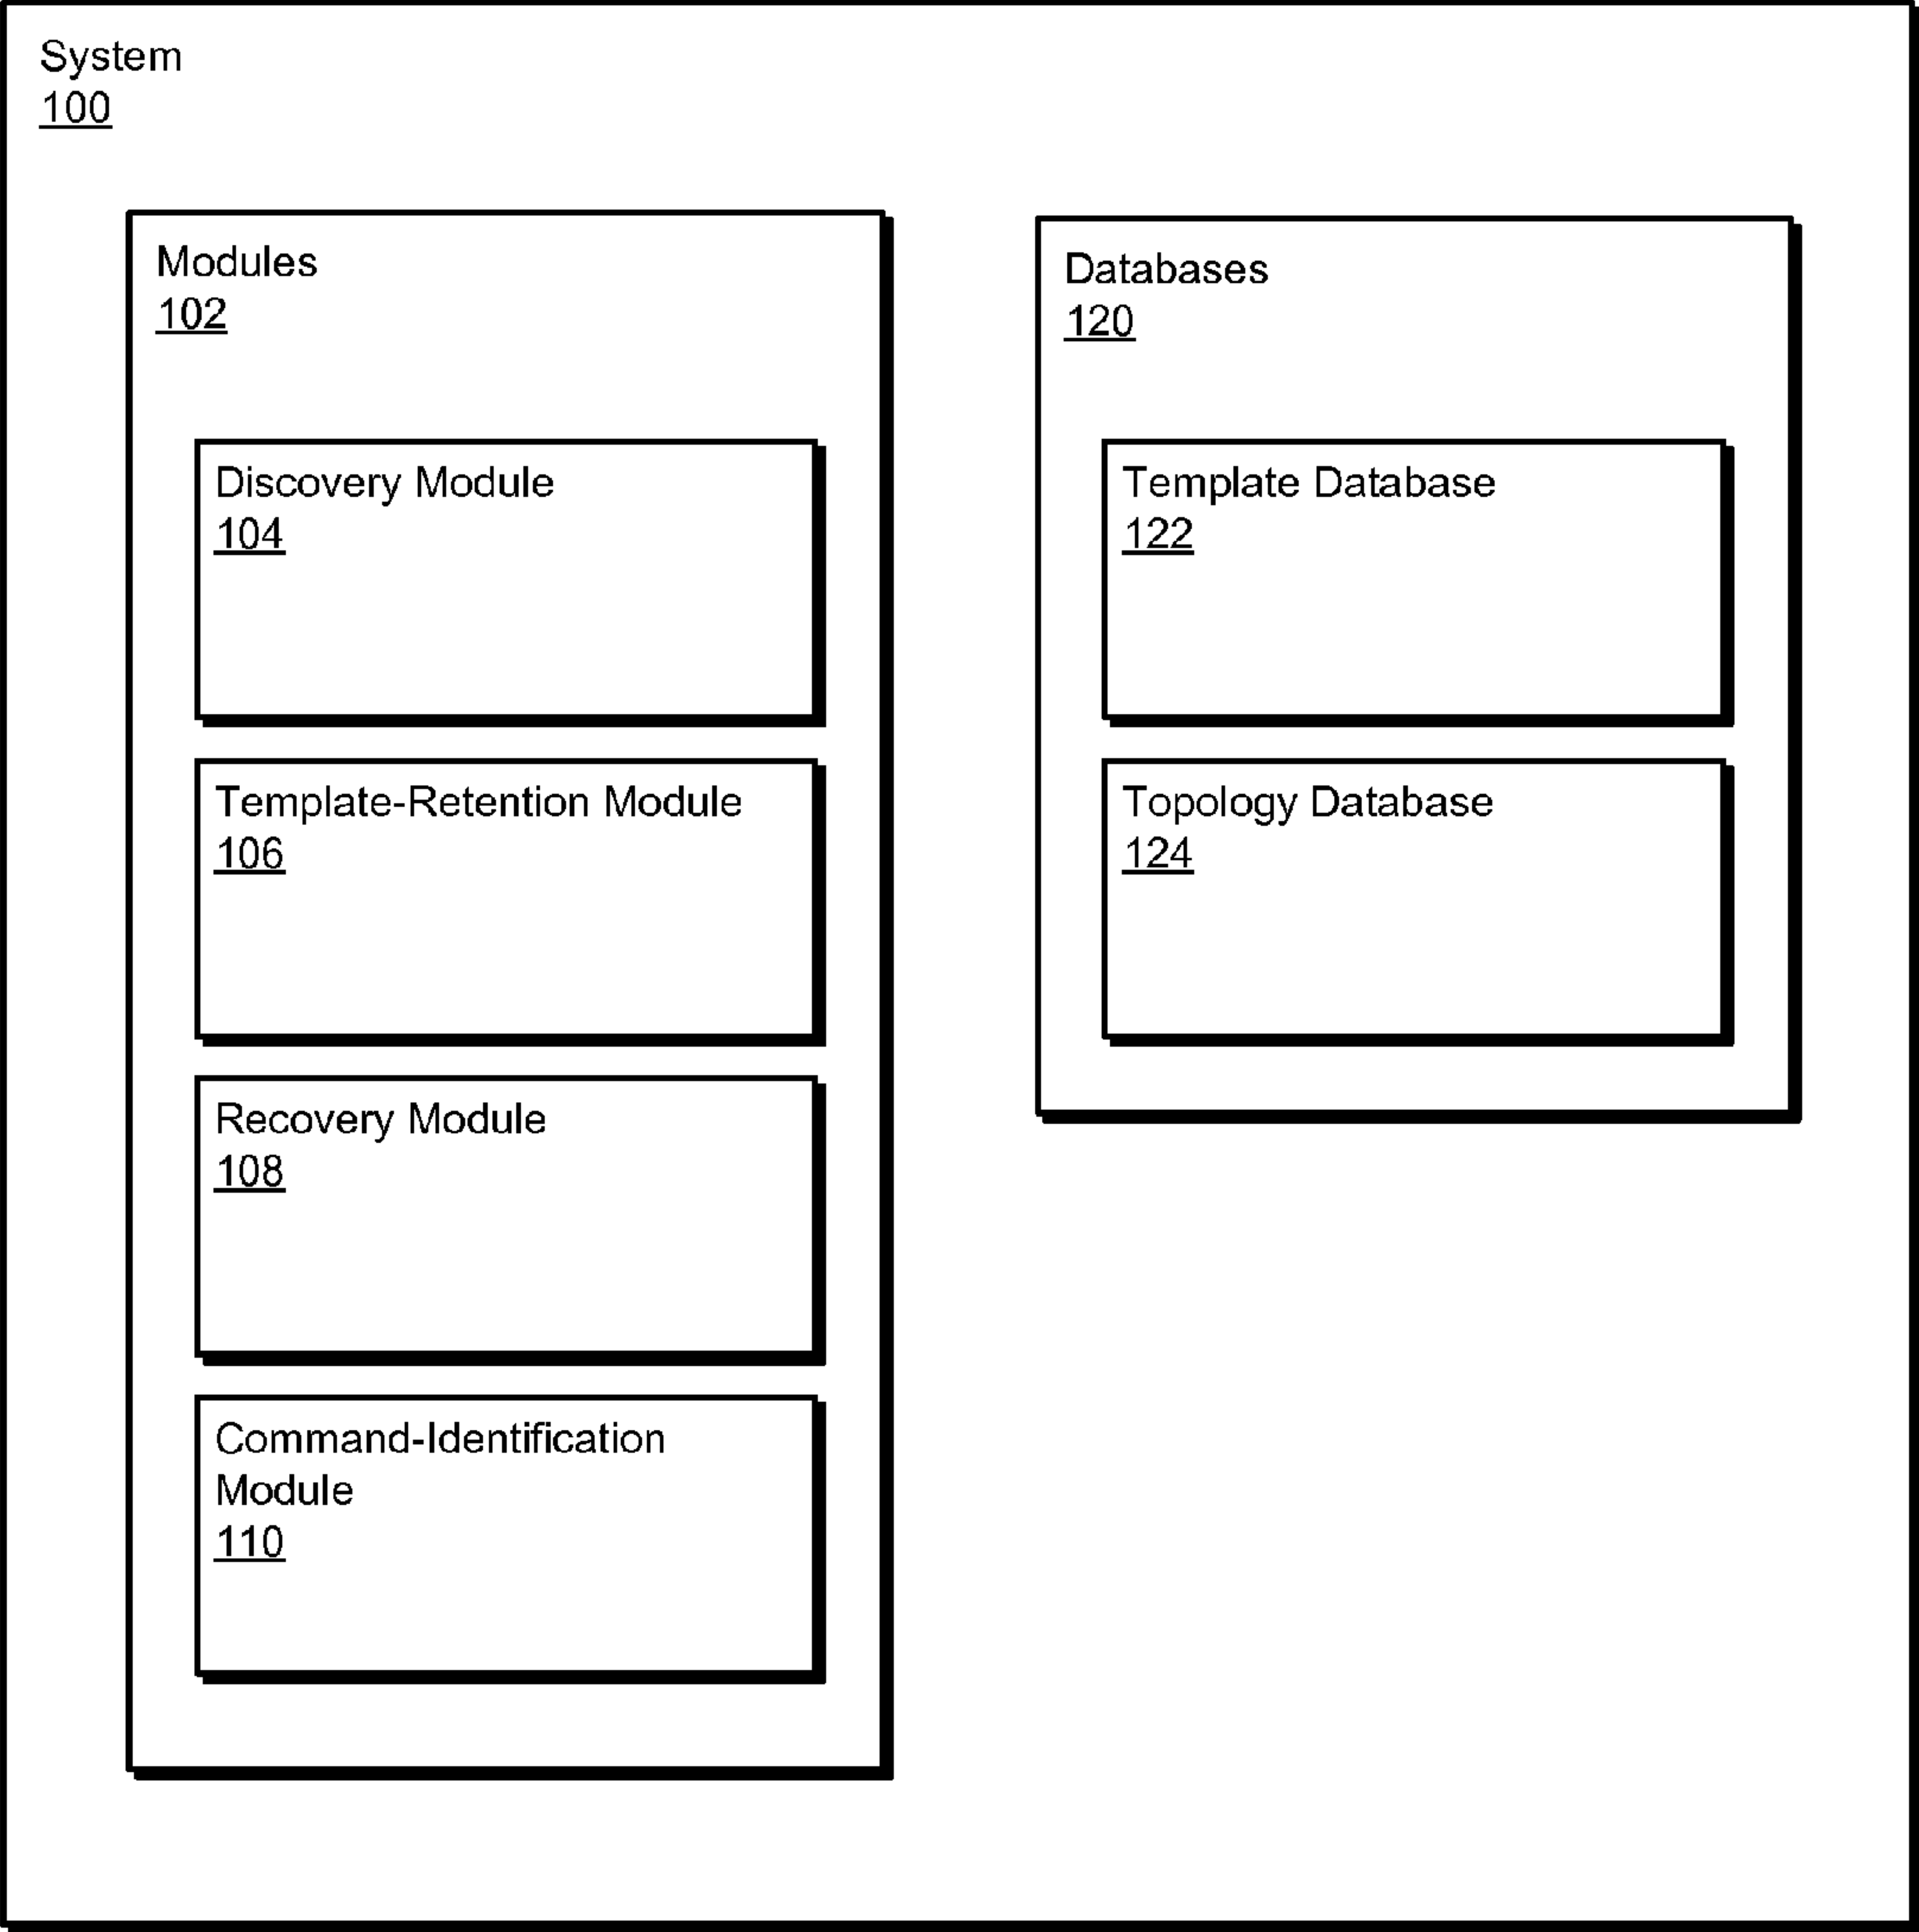 System
100
Modules
102
Discovery Module
104
Template-Retention Module
106
Recovery Module
108
Command-Identification
Module
110
Databases
120
Template Database
122
Topology Database
124